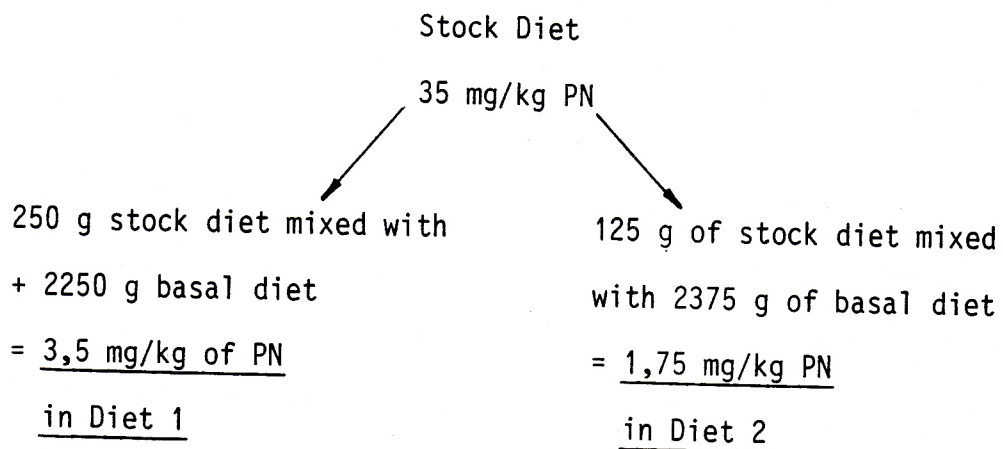 Stock Diet
35 mg/kg PN
250 g stock diet mixed with
+ 2250 g basal diet
= 3,5 mg/kg of PN
in Diet 1
125 g of stock diet mixed
with 2375 g of basal diet
= 1,75 mg/kg PN
in Diet 2